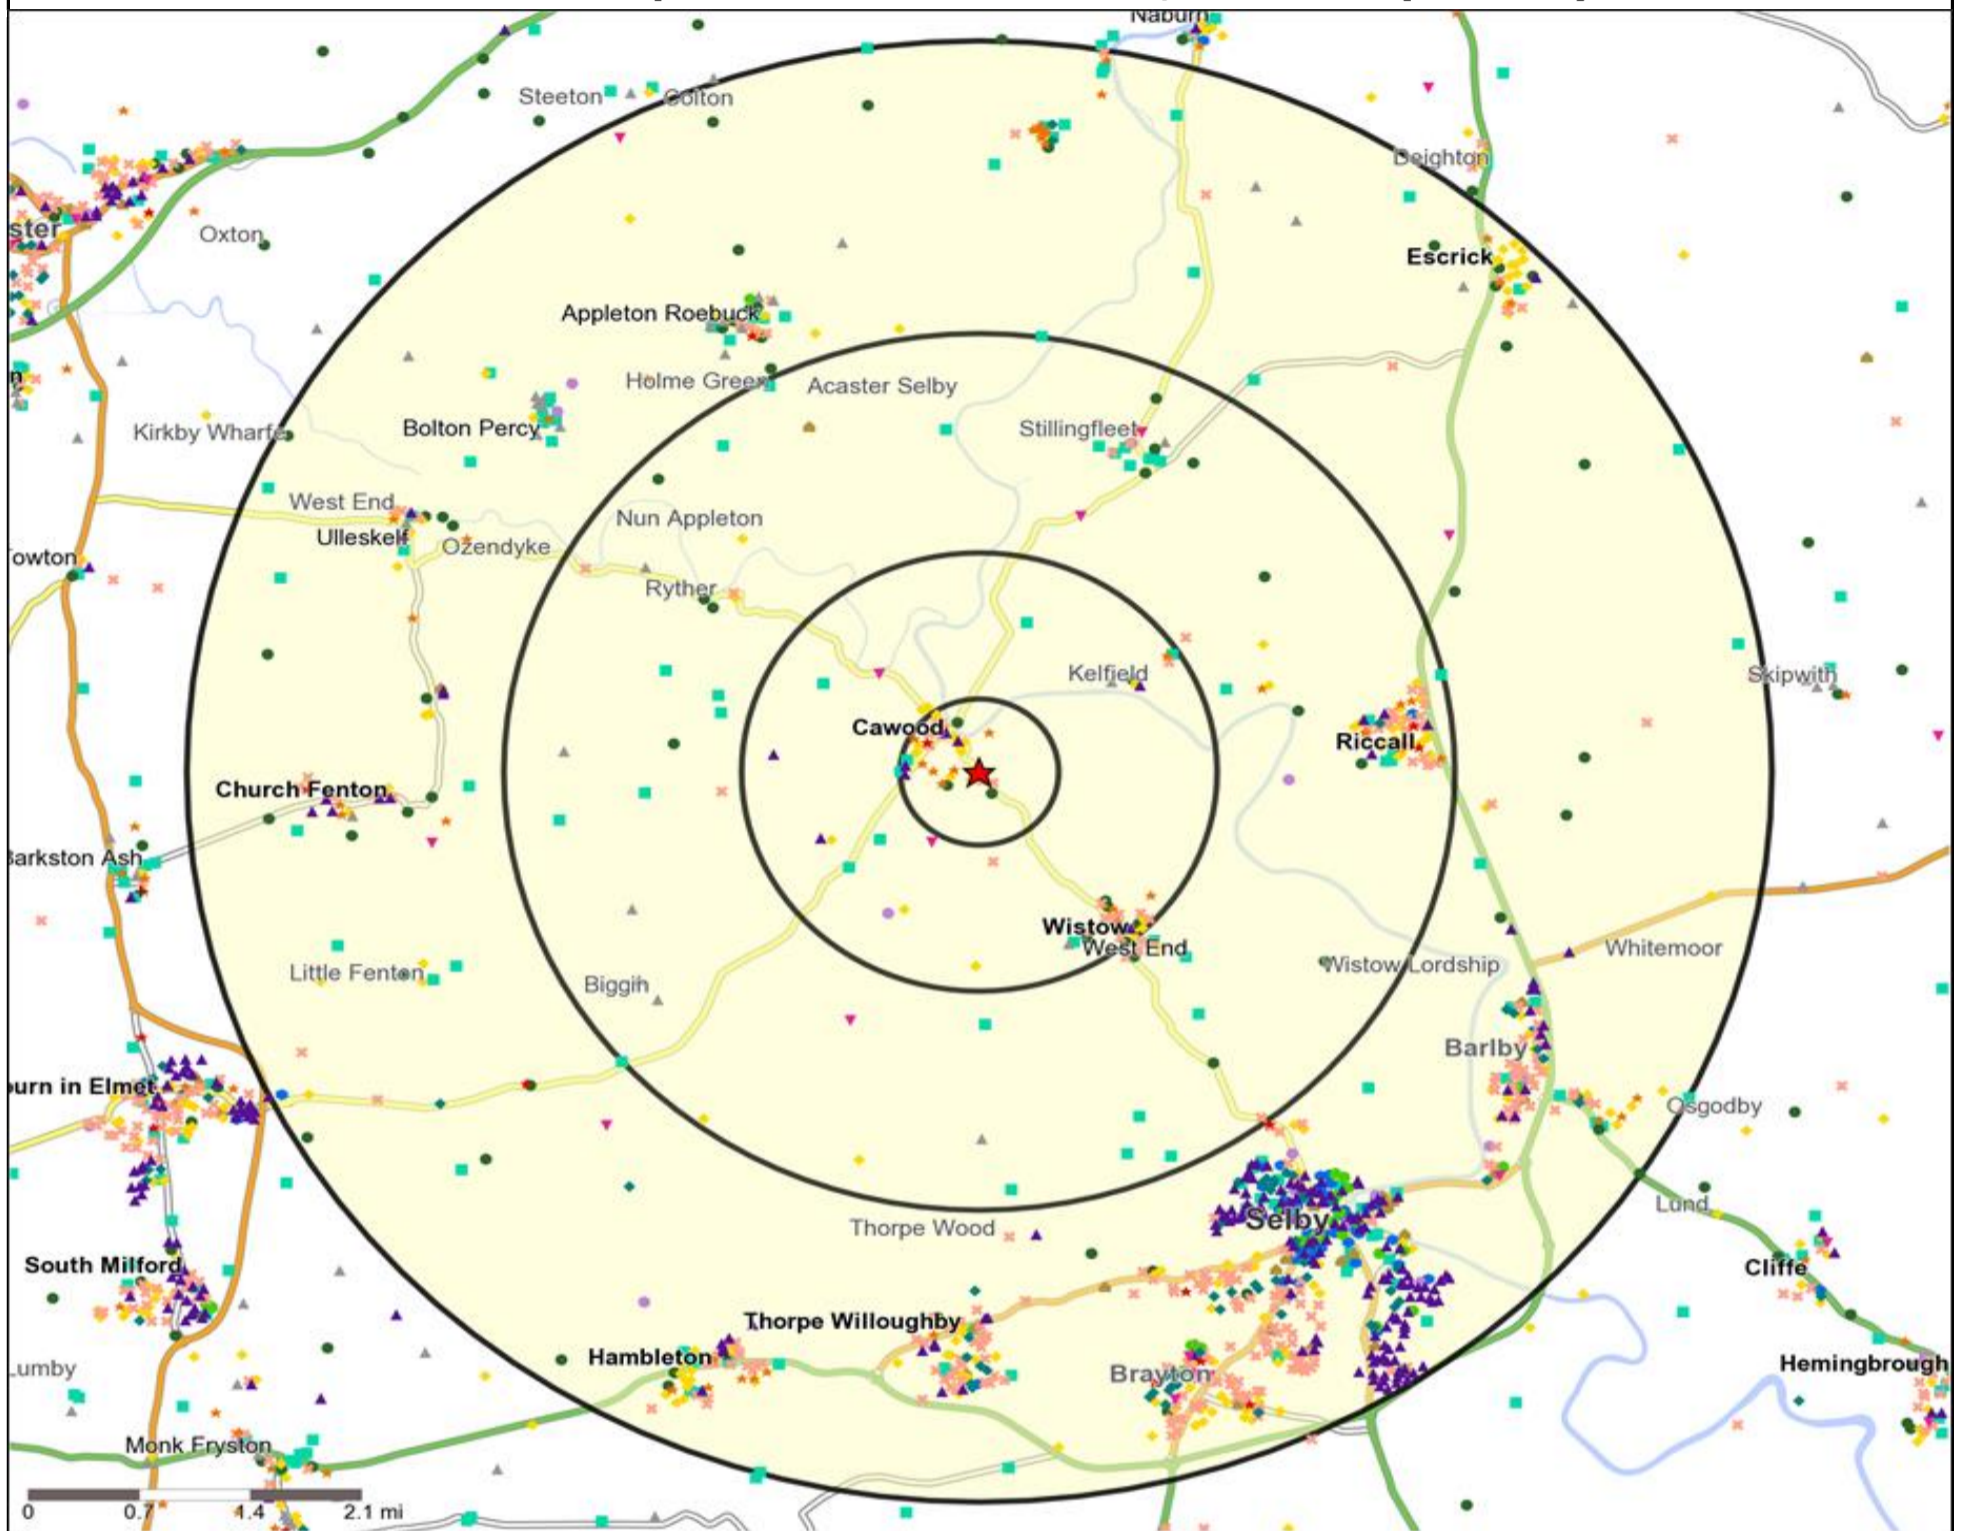 Naburn
Steeton
Colton
Deighton
ster
Oxton
Escrick
Appleton Roebuck
Holme Green
Acaster Selby
Kirkby Wharfe
Bolton Percy
Stillingfleet
West End
Nun Appleton
Ulleskelf
Ozendyke
owton
Ryther
Kelfield
Skipwith
Cawood
Riccall
Church Fenton
Barkston Ash
Wistow
West End
Whitemoor
Wistow Lordship
Little Fenton
Biggin
Barlby
burn in Elmet
Osgodby
Lund
Selby
Thorpe Wood
South Milford
Cliffe
Thorpe Willoughby
Hambleton
Lumby
Brayton
Hemingbrough
Monk Fryston
0 0.7 1.4 2.1 mi